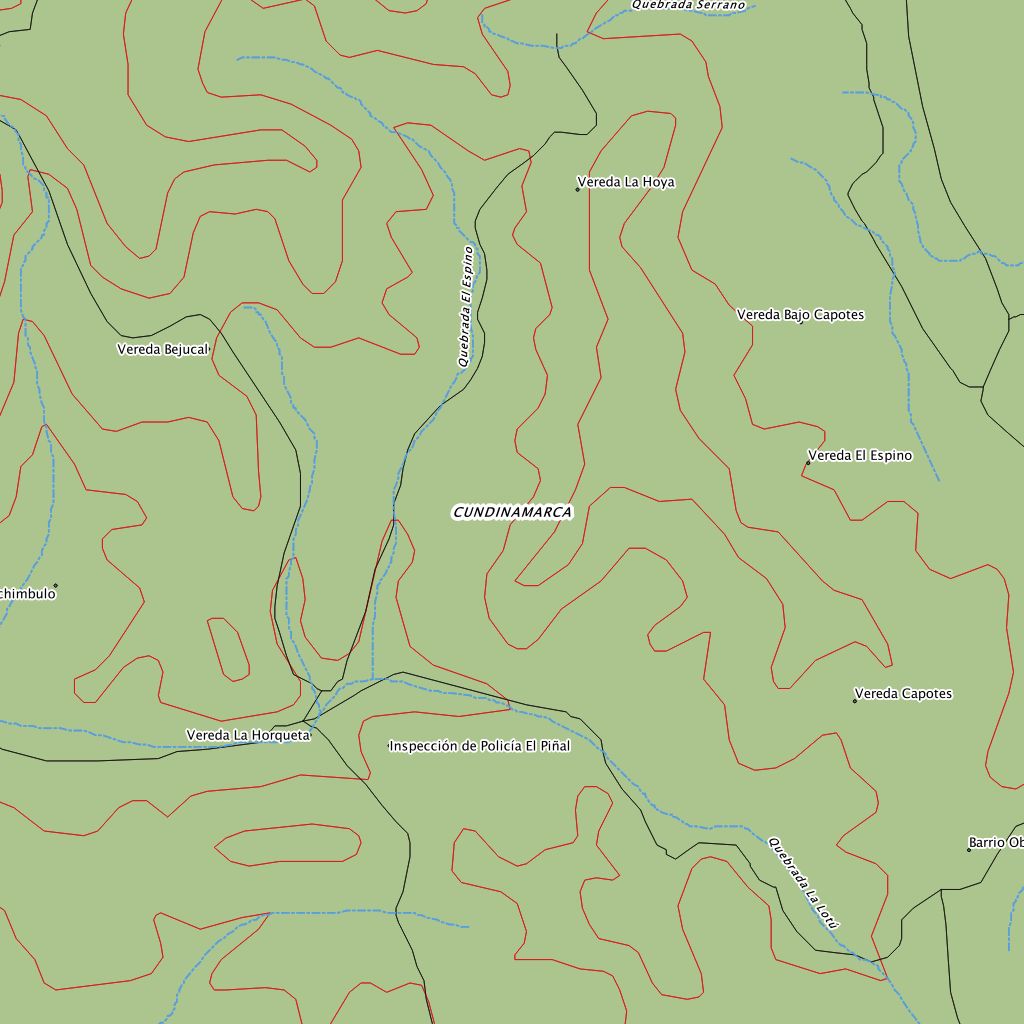 Quebrada Serrano
Vereda La Hoya
Quebrada El Espino
Vereda Bajo Capotes
Vereda Bejucal
Vereda El Espino
CUNDINAMARCA
chimbulo
Vereda Capotes
Vereda La Horqueta
Inspección de Policía El Piñal
Quebrada La Lotú
Barrio Ob